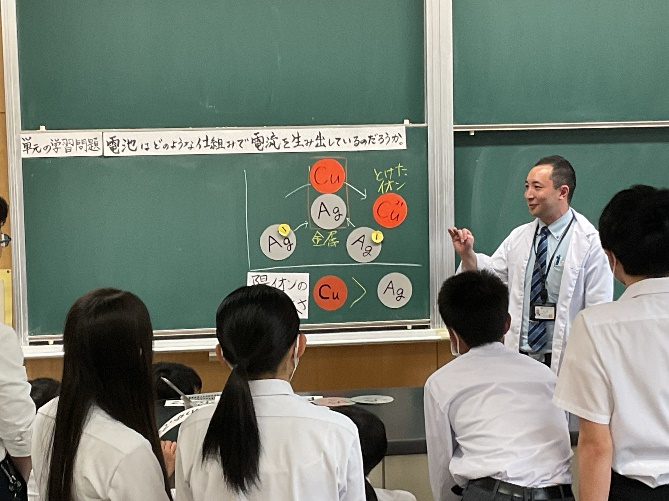 単元の学習問題 電池はどのような仕組みで電流を生み出しているのだろうか。
Cu
とけた
イオン
Ag
Cu
Ag
金属
Ag
陽イオンの
Cu > Ag
さ